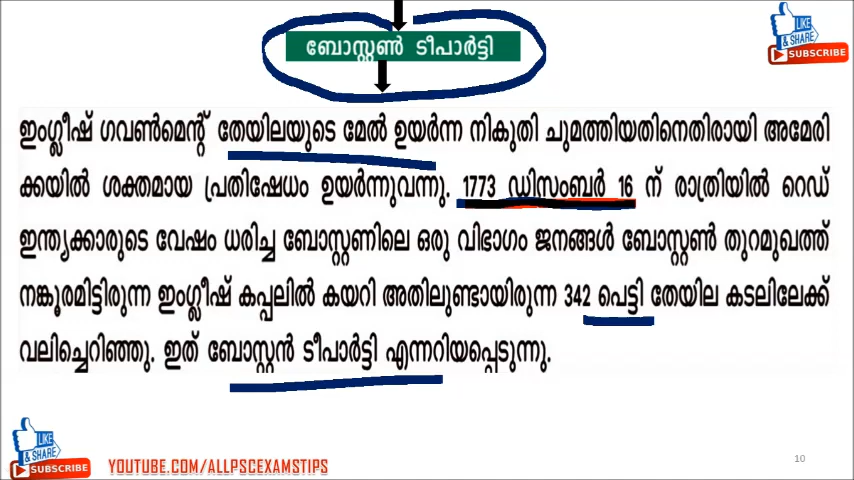 ബോസ്റ്റൺ ടീപാർട്ടി
LIKE
& SHARE
SUBSCRIBE
ഇംഗ്ലീഷ് ഗവൺമെന്റ് തേയിലയുടെ മേൽ ഉയർന്ന നികുതി ചുമത്തിയതിനെതിരായി അമേരി
ക്കയിൽ ശക്തമായ പ്രതിഷേധം ഉയർന്നുവന്നു. 1773 ഡിസംബർ 16 ന് രാത്രിയിൽ റെഡ്
ഇന്ത്യക്കാരുടെ വേഷം ധരിച്ച ബോസ്റ്റണിലെ ഒരു വിഭാഗം ജനങ്ങൾ ബോസ്റ്റൺ തുറമുഖത്ത്
നങ്കൂരമിട്ടിരുന്ന ഇംഗ്ലീഷ് കപ്പലിൽ കയറി അതിലുണ്ടായിരുന്ന 342 പെട്ടി തേയില കടലിലേക്ക്
വലിച്ചെറിഞ്ഞു. ഇത് ബോസ്റ്റൻ ടീപാർട്ടി എന്നറിയപ്പെടുന്നു.
LIKE
& SHARE
SUBSCRIBE
YOUTUBE.COM/ALLPSCEXAMSTIPS
10